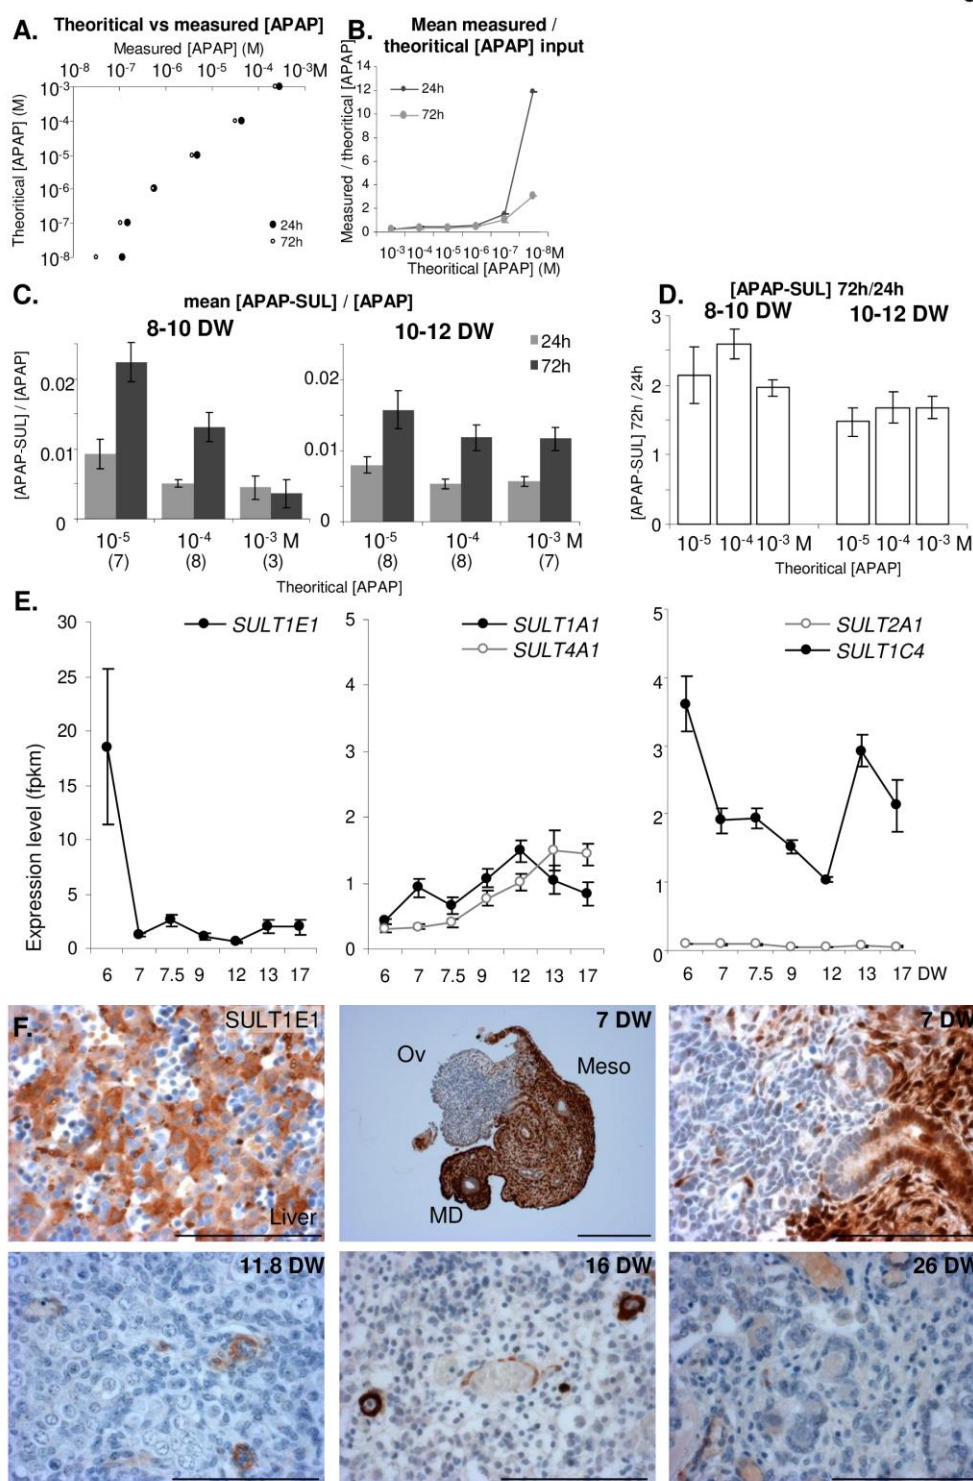 A. Theoritical vs measured [APAP]
Measured [APAP] (M)
10-8 10-7 10-6 10-5 10-4 10-3M
Theoritical [APAP] (M)
10-3
10-4
10-5
10-6
10-7
10-8
24h
72h
B. Mean measured /
theoritical [APAP] input
Measured / theoritical [APAP]
14
12
10
8
6
4
2
0
24h
72h
10-3 10-4 10-5 10-6 10-7 10-8M
Theoritical [APAP] (M)
C. mean [APAP-SUL] / [APAP]
8-10 DW
10-12 DW
24h
72h
[APAP-SUL] / [APAP]
0.02
0.01
0
0.02
0.01
0
10-5 10-4 10-3 M
(7) (8) (3)
10-5 10-4 10-3 M
(8) (8) (7)
Theoritical [APAP]
D. [APAP-SUL] 72h/24h
8-10 DW 10-12 DW
[APAP-SUL] 72h / 24h
3
2
1
0
10-5 10-4 10-3 M 10-5 10-4 10-3 M
Theoritical [APAP]
E.
Expression level (fpkm)
SULT1E1
30
25
20
15
10
5
0
6 7 7.5 9 12 13 17
SULT1A1
SULT4A1
5
4
3
2
1
0
6 7 7.5 9 12 13 17
SULT2A1
SULT1C4
5
4
3
2
1
0
6 7 7.5 9 12 13 17 DW
F. SULT1E1
Liver
7 DW
Ov
Meso
MD
7 DW
11.8 DW
16 DW
26 DW